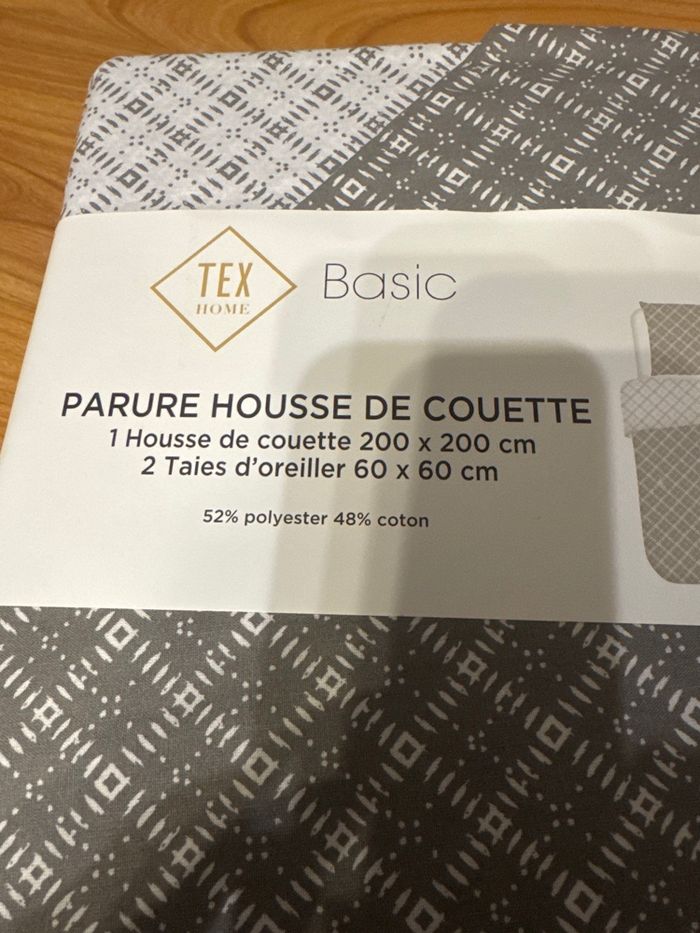 TEX
HOME
Basic
PARURE HOUSSE DE COUETTE
1 Housse de couette 200 x 200 cm
2 Taies d'oreiller 60 x 60 cm
52% polyester 48% coton